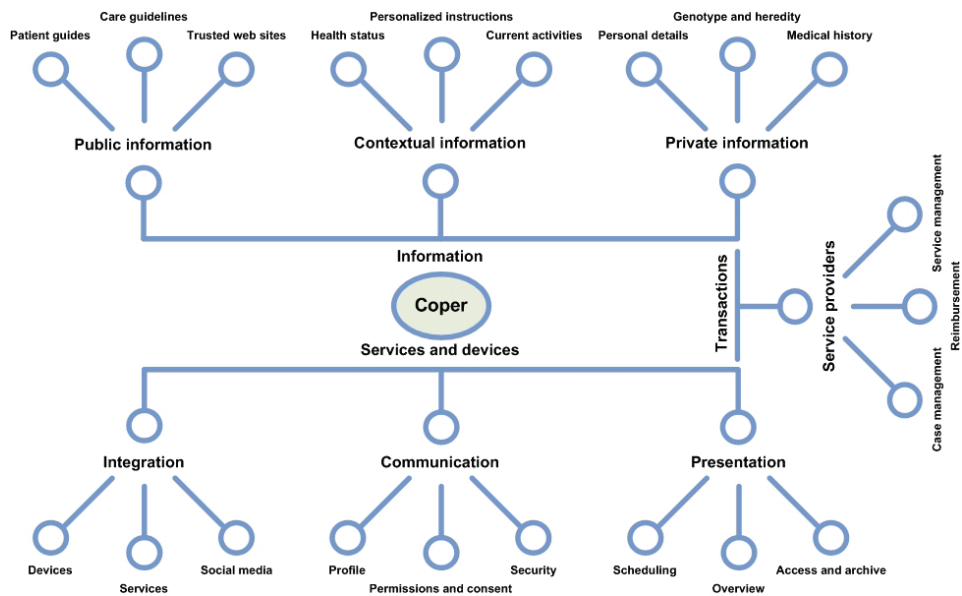 Care guidelines
Patient guides
Trusted web sites
Public information
Personalized instructions
Health status
Current activities
Contextual information
Genotype and heredity
Personal details
Medical history
Private information
Information
Coper
Services and devices
Transactions
Service providers
Service management
Reimbursement
Case management
Integration
Devices
Services
Social media
Communication
Profile
Permissions and consent
Security
Presentation
Scheduling
Overview
Access and archive